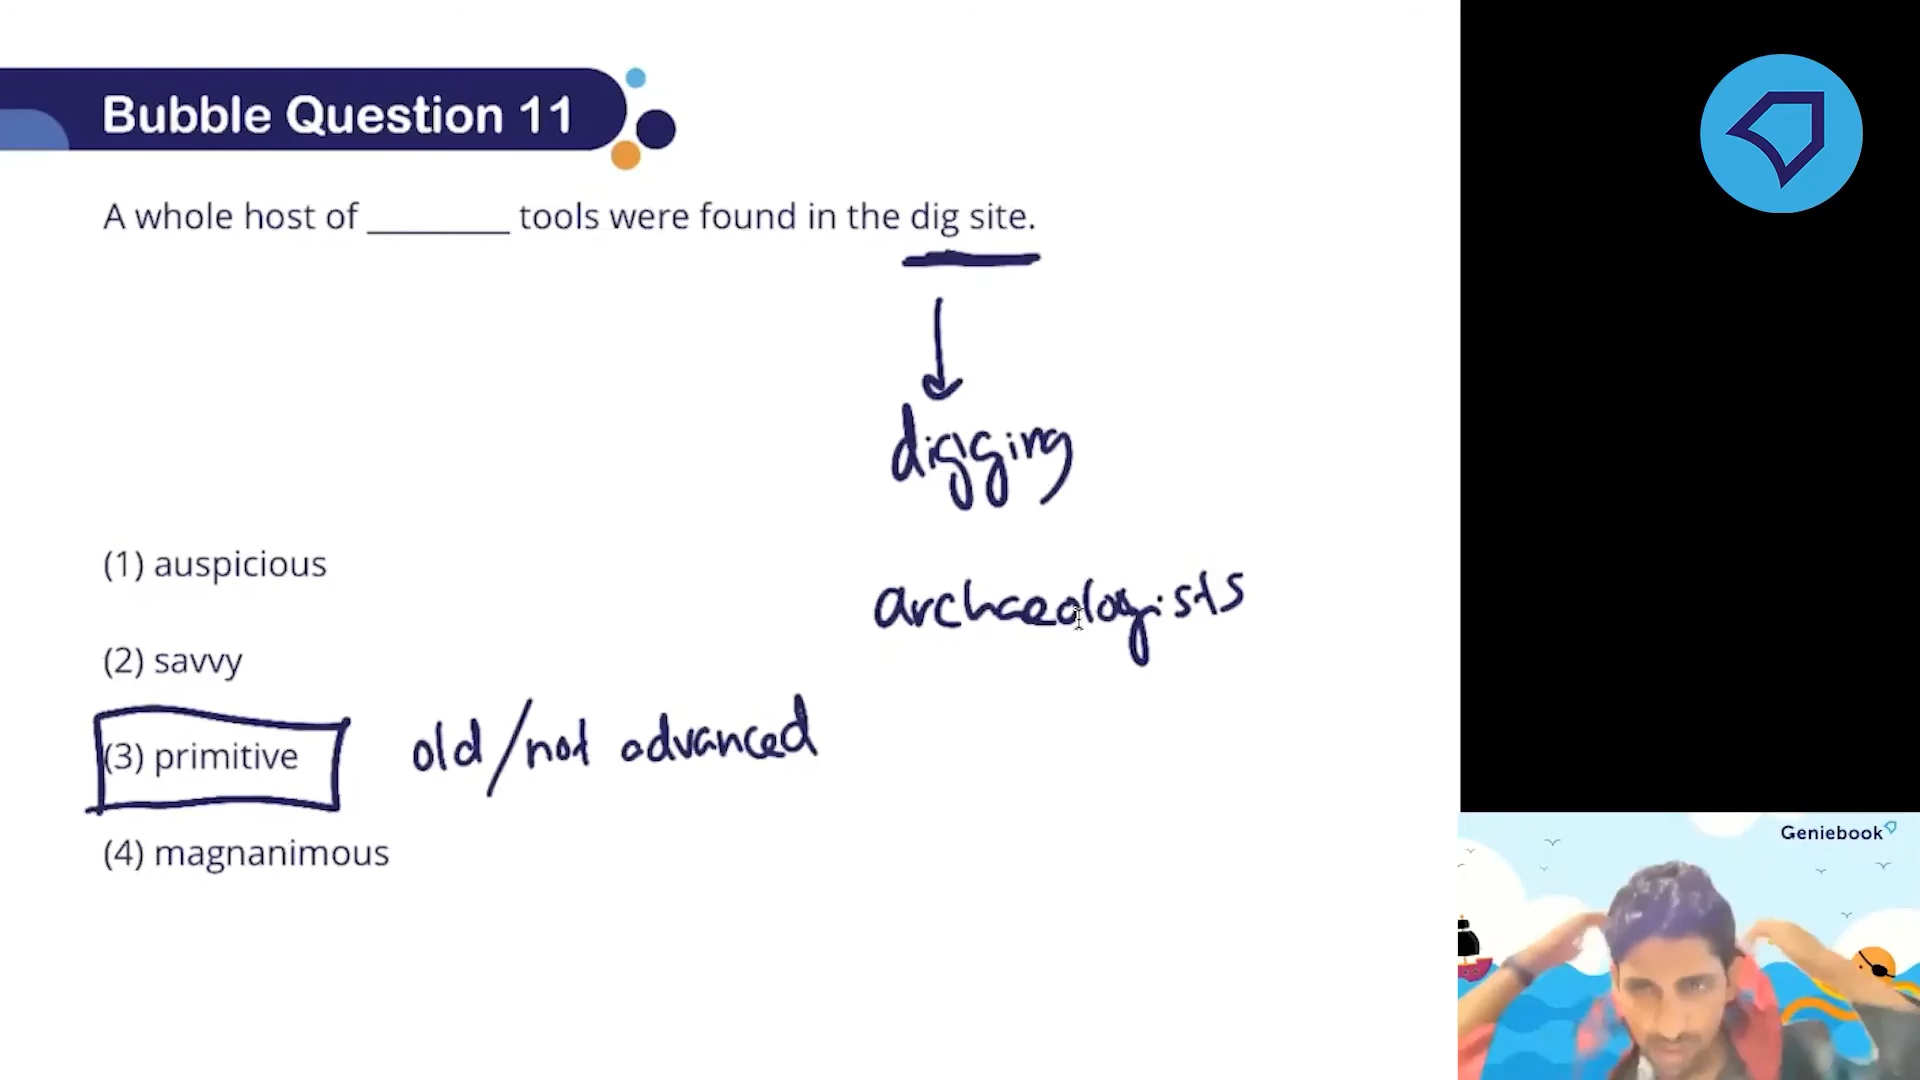 Bubble Question 11
A whole host of ________ tools were found in the dig site.
digging
(1) auspicious
archaeologists
(2) savvy
(3) primitive
old/not advanced
(4) magnanimous
Geniebook